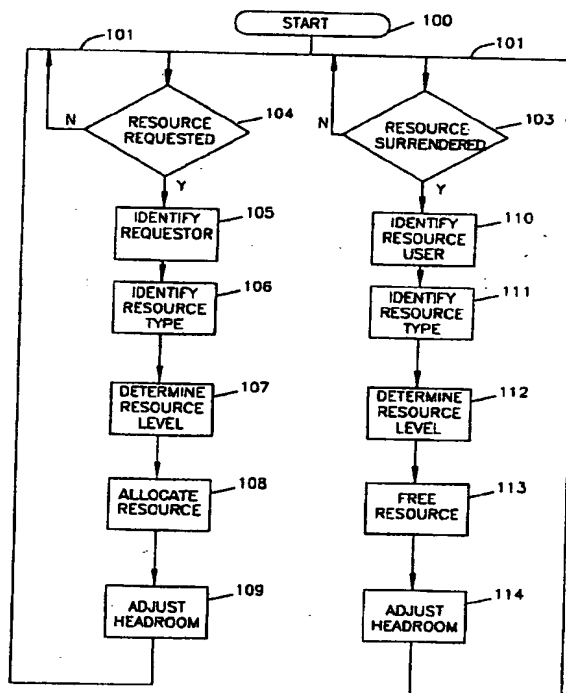 START
100
101
101
RESOURCE
REQUESTED
104
N
Y
RESOURCE
SURRENDERED
103
N
Y
IDENTIFY
REQUESTOR
105
IDENTIFY
RESOURCE
USER
110
IDENTIFY
RESOURCE
TYPE
106
IDENTIFY
RESOURCE
TYPE
111
DETERMINE
RESOURCE
LEVEL
107
DETERMINE
RESOURCE
LEVEL
112
ALLOCATE
RESOURCE
108
FREE
RESOURCE
113
ADJUST
HEADROOM
109
ADJUST
HEADROOM
114